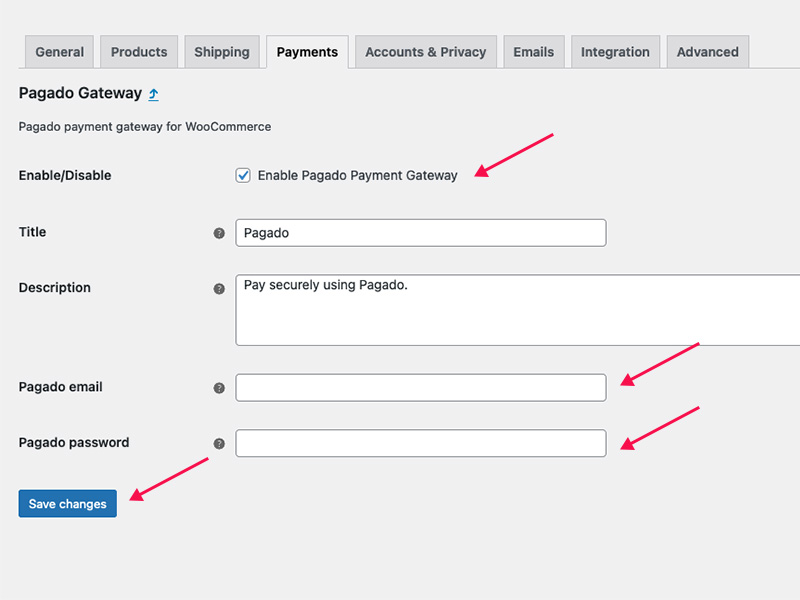 General Products Shipping Payments Accounts & Privacy Emails Integration Advanced
Pagado Gateway
Pagado payment gateway for WooCommerce
Enable/Disable Enable Pagado Payment Gateway
Title ? Pagado
Description ? Pay securely using Pagado.
Pagado email ?
Pagado password ?
Save changes